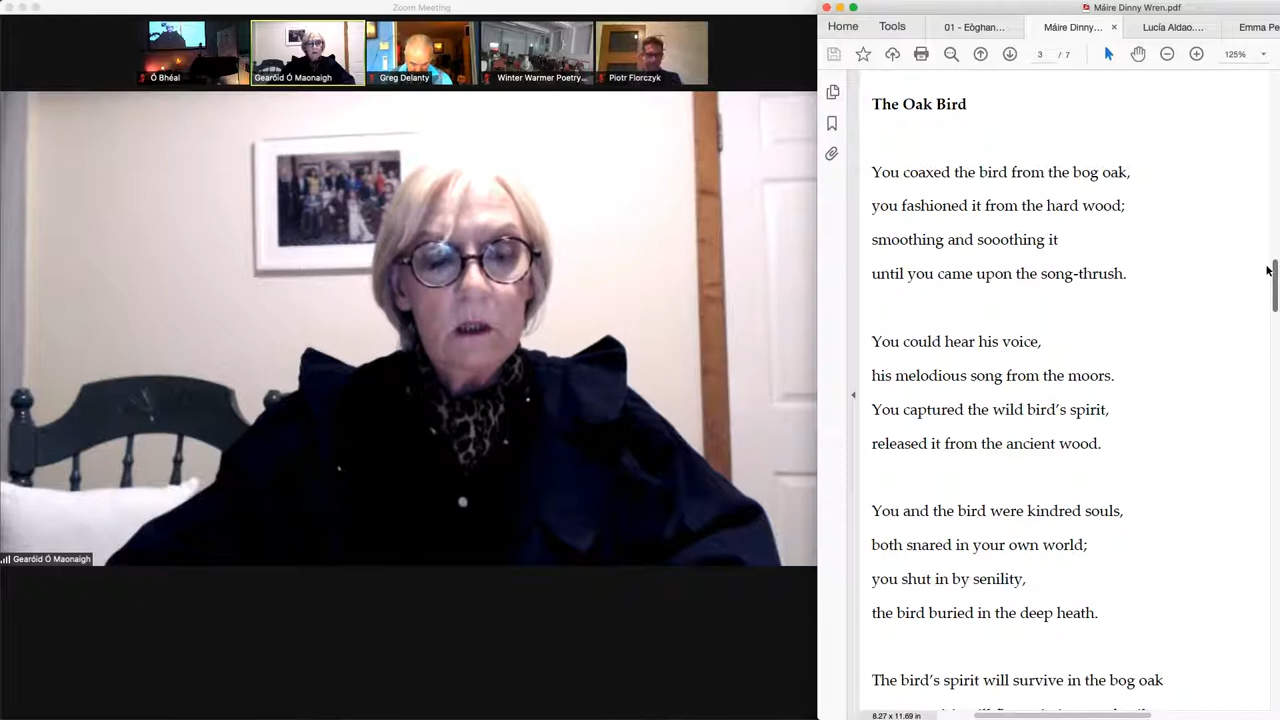 Zoom Meeting
Ó Bhéal
Gearóid Ó Maonaigh
Greg Delanty
Winter Warmer Poetry...
Piotr Florczyk
Gearóid Ó Maonaigh
Máire Dinny Wren.pdf
Home
Tools
01 - Eòghan...
Máire Dinny...
Lucía Aldao....
Emma Pe
3 / 7
125%
The Oak Bird
You coaxed the bird from the bog oak,
you fashioned it from the hard wood;
smoothing and sooothing it
until you came upon the song-thrush.
You could hear his voice,
his melodious song from the moors.
You captured the wild bird's spirit,
released it from the ancient wood.
You and the bird were kindred souls,
both snared in your own world;
you shut in by senility,
the bird buried in the deep heath.
The bird's spirit will survive in the bog oak
8.27 x 11.69 in